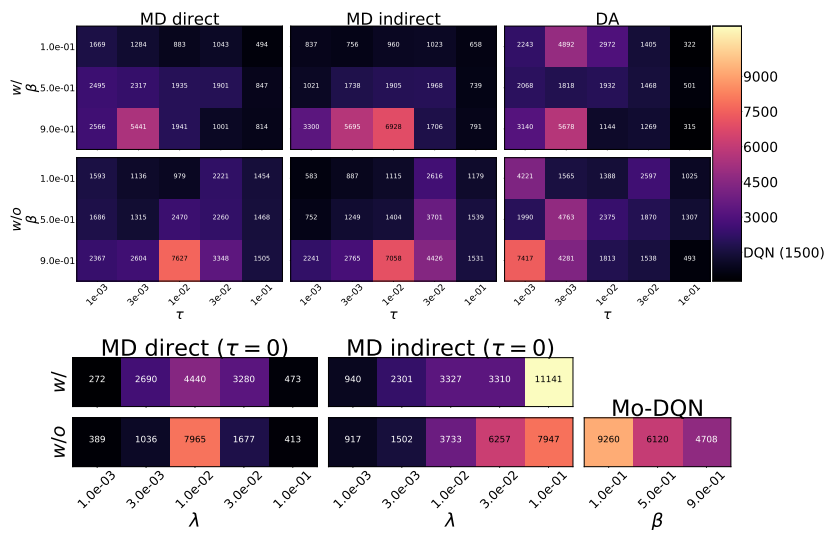 MD direct MD indirect DA
w/ β 1.0e-01 1669 1284 883 1043 494 837 756 960 1023 658 2243 4892 2972 1405 322
5.0e-01 2495 2317 1935 1901 847 1021 1738 1905 1968 739 2068 1818 1932 1468 501
9.0e-01 2566 5441 1941 1001 814 3300 5695 6928 1706 791 3140 5678 1144 1269 315
w/o β 1.0e-01 1593 1136 979 2221 1454 583 887 1115 2616 1179 4221 1565 1388 2597 1025
5.0e-01 1686 1315 2470 2260 1468 752 1249 1404 3701 1539 1990 4763 2375 1870 1307
9.0e-01 2367 2604 7627 3348 1505 2241 2765 7058 4426 1531 7417 4281 1813 1538 493
1e-03 3e-03 1e-02 3e-02 1e-01 1e-03 3e-03 1e-02 3e-02 1e-01 1e-03 3e-03 1e-02 3e-02 1e-01
τ τ τ
9000
7500
6000
4500
3000
DQN (1500)
MD direct (τ = 0) MD indirect (τ = 0)
w/ 272 2690 4440 3280 473 940 2301 3327 3310 11141
Mo-DQN
w/o 389 1036 7965 1677 413 917 1502 3733 6257 7947 9260 6120 4708
1.0e-03 3.0e-03 1.0e-02 3.0e-02 1.0e-01 1.0e-03 3.0e-03 1.0e-02 3.0e-02 1.0e-01 1.0e-01 5.0e-01 9.0e-01
λ λ β